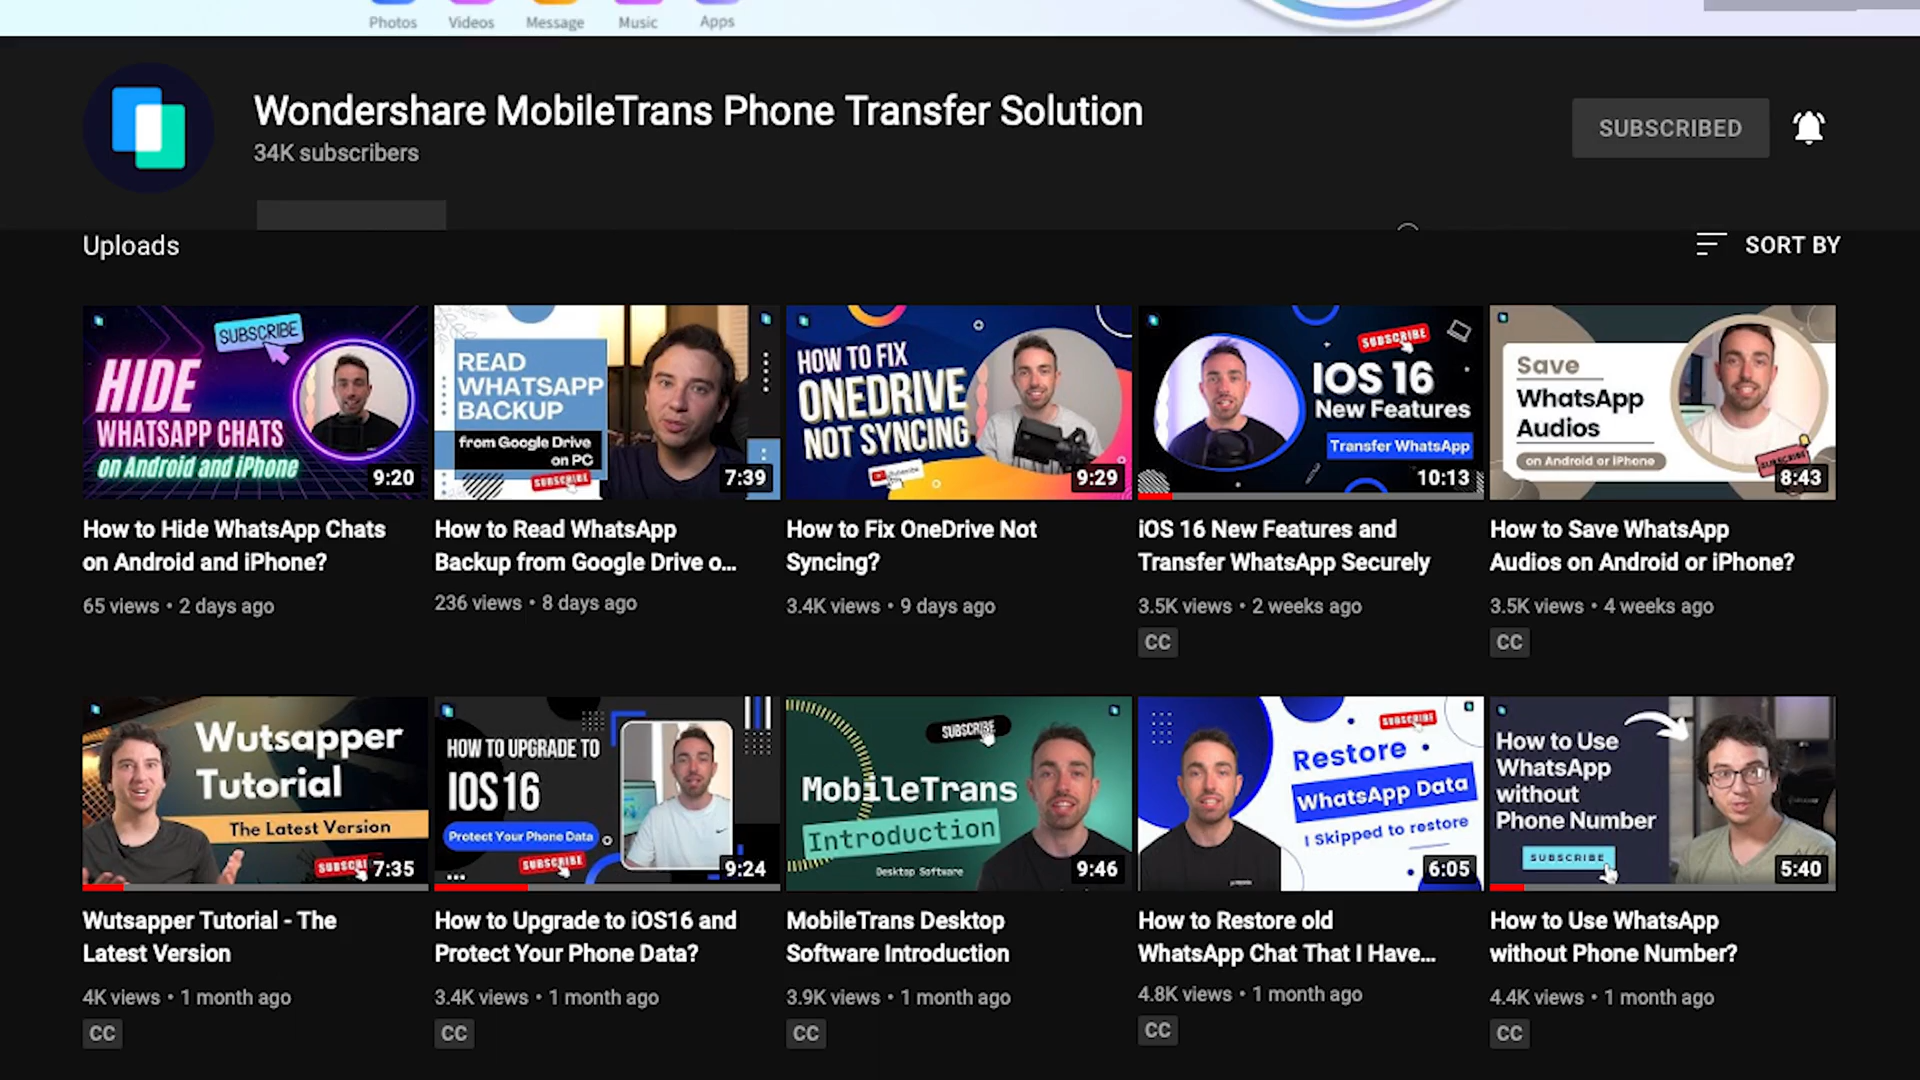 Photos Videos Message Music Apps
Wondershare MobileTrans Phone Transfer Solution
34K subscribers
SUBSCRIBED
Uploads
SORT BY
SUBSCRIBE
HIDE
WHATSAPP CHATS
on Android and iPhone
9:20
READ
WHATSAPP
BACKUP
from Google Drive
on PC
SUBSCRIBE
7:39
HOW TO FIX
ONEDRIVE
NOT SYNCING
Subscribe
9:29
SUBSCRIBE
IOS 16
New Features
Transfer WhatsApp
10:13
Save
WhatsApp
Audios
on Android or iPhone
SUBSCRIBE
8:43
How to Hide WhatsApp Chats
on Android and iPhone?
65 views • 2 days ago
How to Read WhatsApp
Backup from Google Drive o...
236 views • 8 days ago
How to Fix OneDrive Not
Syncing?
3.4K views • 9 days ago
iOS 16 New Features and
Transfer WhatsApp Securely
3.5K views • 2 weeks ago
CC
How to Save WhatsApp
Audios on Android or iPhone?
3.5K views • 4 weeks ago
CC
Wutsapper
Tutorial
The Latest Version
SUBSCRI
7:35
HOW TO UPGRADE TO
IOS16
Protect Your Phone Data
SUBSCRIBE
9:24
SUBSCRIBE
MobileTrans
Introduction
Desktop Software
9:46
SUBSCRIBE
Restore
WhatsApp Data
I Skipped to restore
6:05
How to Use
WhatsApp
without
Phone Number
SUBSCRIBE
5:40
Wutsapper Tutorial - The
Latest Version
4K views • 1 month ago
CC
How to Upgrade to iOS16 and
Protect Your Phone Data?
3.4K views • 1 month ago
CC
MobileTrans Desktop
Software Introduction
3.9K views • 1 month ago
CC
How to Restore old
WhatsApp Chat That I Have...
4.8K views • 1 month ago
CC
How to Use WhatsApp
without Phone Number?
4.4K views • 1 month ago
CC